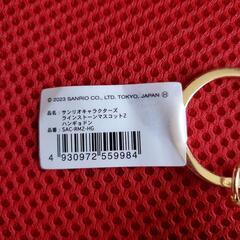 © 2023 SANRIO CO., LTD. TOKYO, JAPAN Ⓗ
品名：サンリオキャラクターズ
ラインストーンマスコット2
ハンギョドン
品番：SAC-RM2-HG
4 930972 559984